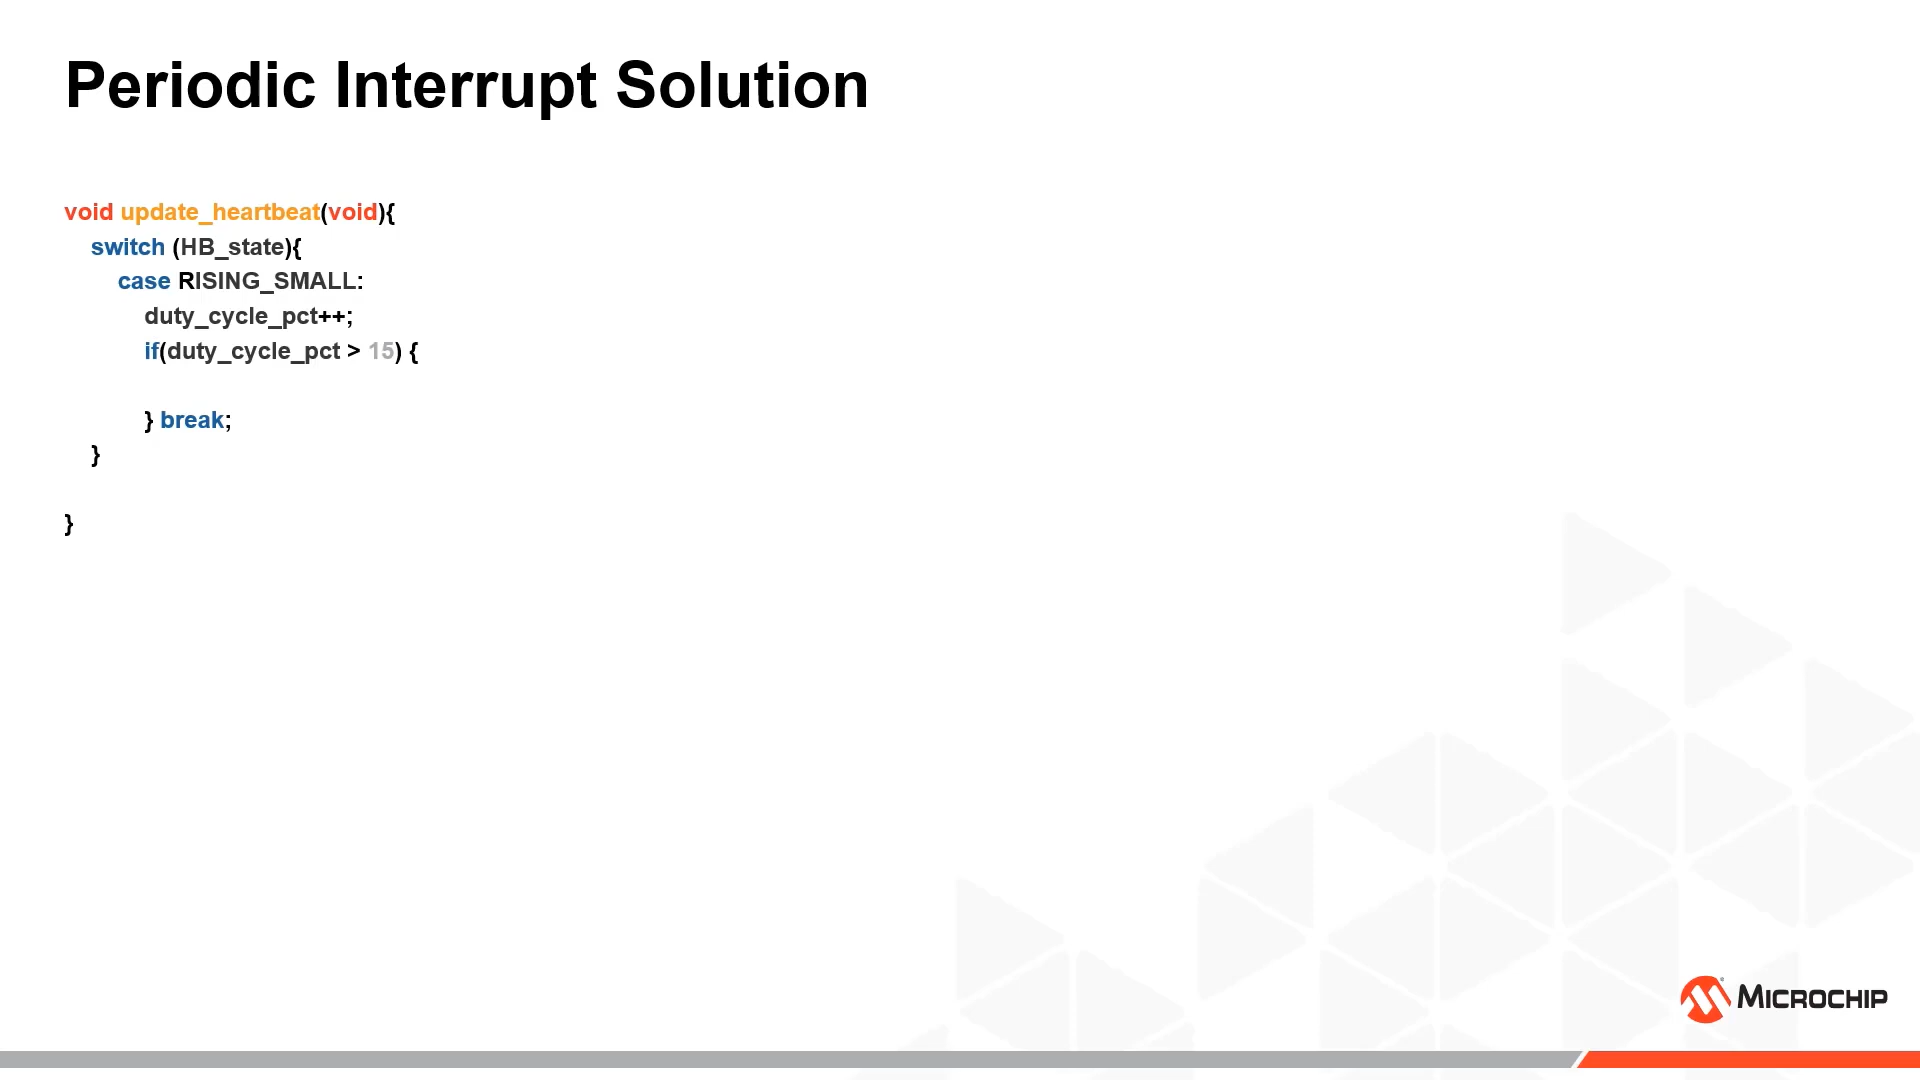 Periodic Interrupt Solution
void update_heartbeat(void){
switch (HB_state){
case RISING_SMALL:
duty_cycle_pct++;
if(duty_cycle_pct > 15) {
} break;
}
}
MICROCHIP